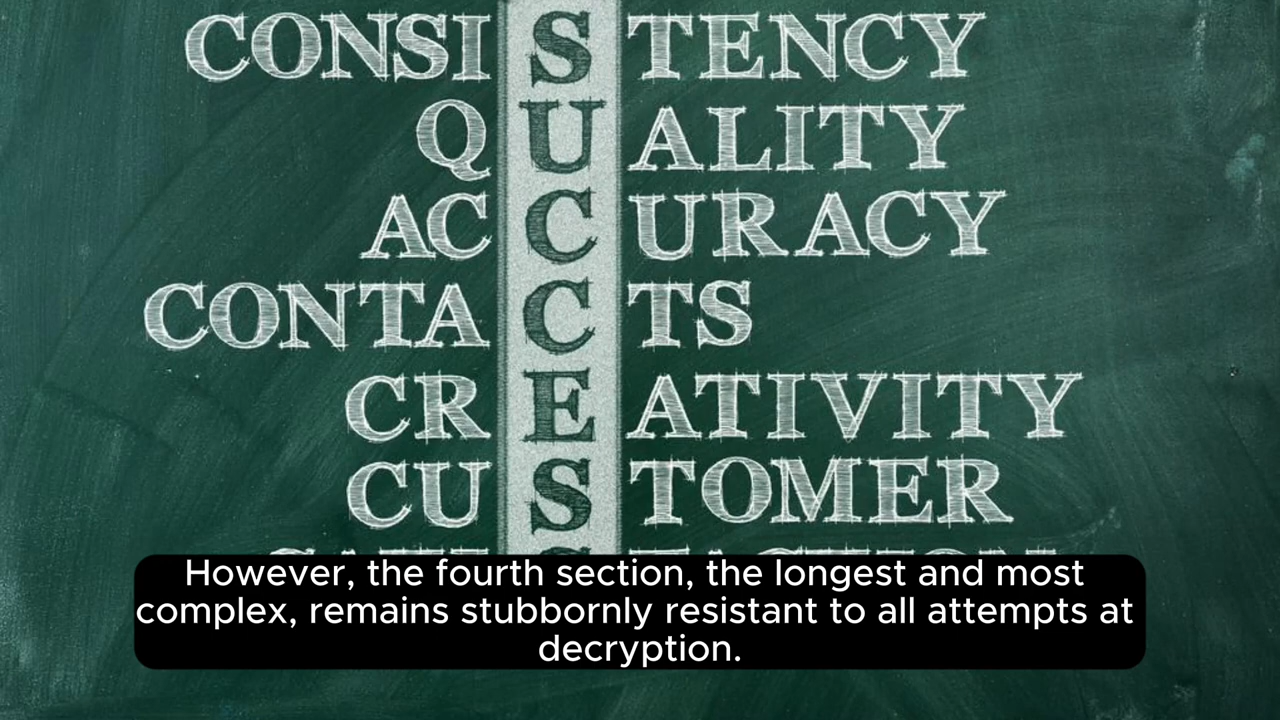 CONSISTENCY
QUALITY
ACCURACY
CONTACTS
CREATIVITY
CUSTOMER
However, the fourth section, the longest and most
complex, remains stubbornly resistant to all attempts at
decryption.